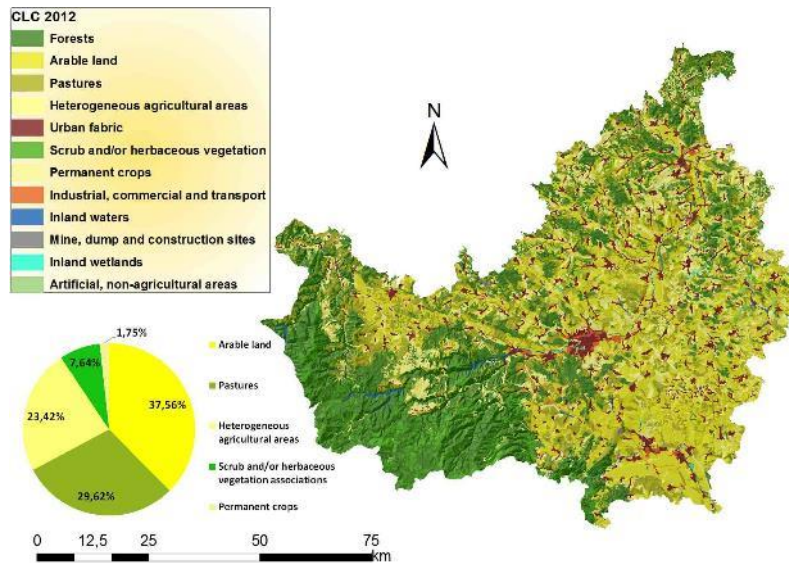 CLC 2012
Forests
Arable land
Pastures
Heterogeneous agricultural areas
Urban fabric
Scrub and/or herbaceous vegetation
Permanent crops
Industrial, commercial and transport
Inland waters
Mine, dump and construction sites
Inland wetlands
Artificial, non-agricultural areas
N
1,75%
7,64%
37,56%
23,42%
29,62%
Arable land
Pastures
Heterogeneous
agricultural areas
Scrub and/or herbaceous
vegetation associations
Permanent crops
0 12,5 25 50 75
km